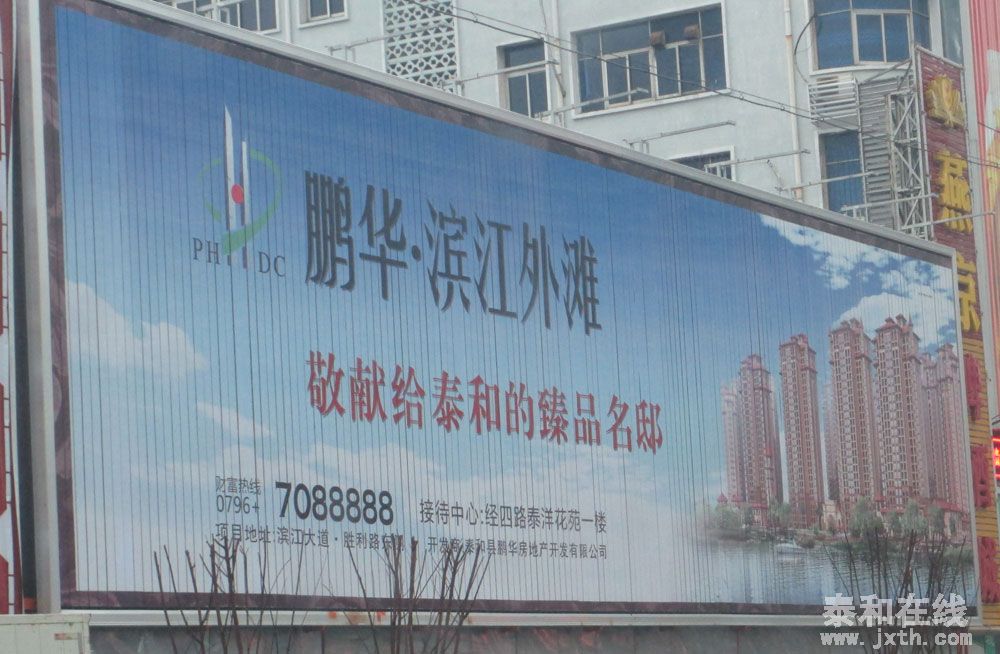 PH DC
鹏华·滨江外滩
敬献给泰和的臻品名邸
财富热线
0796+ 7088888
接待中心:经四路泰洋花苑一楼
项目地址:滨江大道·胜利路
开发商:泰和县鹏华房地产开发有限公司
燕京
泰和在线
www.jxth.com